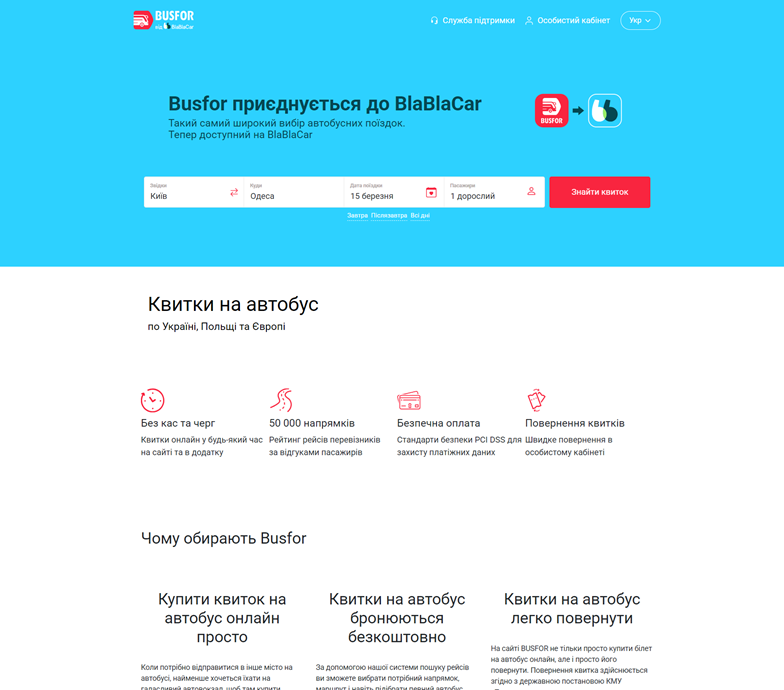 BUSFOR
від BlaBlaCar
Служба підтримки
Особистий кабінет
Укр
Busfor приєднується до BlaBlaCar
Такий самий широкий вибір автобусних поїздок.
Тепер доступний на BlaBlaCar
BUSFOR
Звідки
Київ
Куди
Одеса
Дата поїздки
15 березня
Пасажири
1 дорослий
Знайти квиток
Завтра Післязавтра Всі дні
Квитки на автобус
по Україні, Польщі та Європі
Без кас та черг
Квитки онлайн у будь-який час
на сайті та в додатку
50 000 напрямків
Рейтинг рейсів перевізників
за відгуками пасажирів
Безпечна оплата
Стандарти безпеки PCI DSS для
захисту платіжних даних
Повернення квитків
Швидке повернення в
особистому кабінеті
Чому обирають Busfor
Купити квиток на
автобус онлайн
просто
Коли потрібно відправитися в інше місто на
автобусі, найменше хочеться їхати на
галасливий автовокзал, щоб там купити
Квитки на автобус
бронюються
безкоштовно
За допомогою нашої системи пошуку рейсів
ви зможете вибрати потрібний напрямок,
маршрут і навіть підібрати певний автобус
Квитки на автобус
легко повернути
На сайті BUSFOR не тільки просто купити білет
на автобус онлайн, але і просто його
повернути. Повернення квитка здійснюється
згідно з державною постановою КМУ